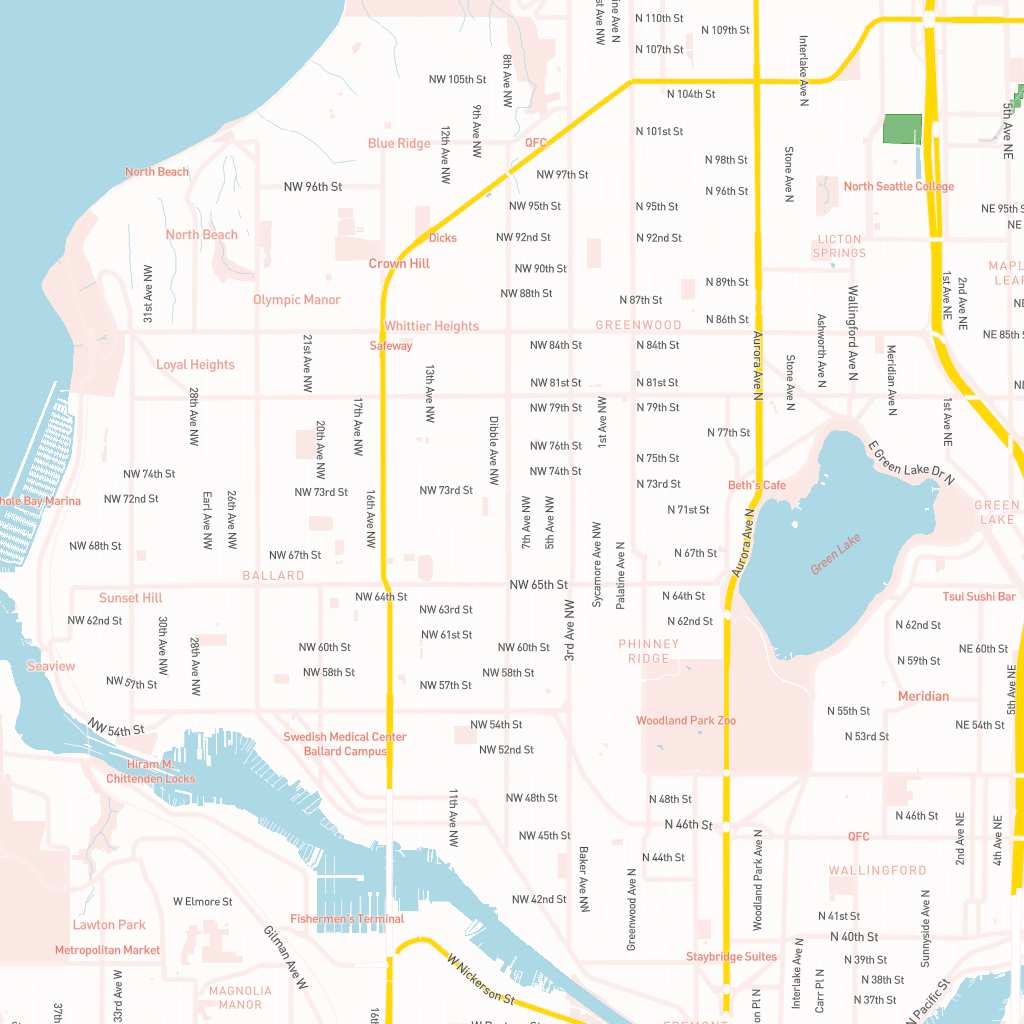 N 110th St
N 109th St
N 107th St
NW 105th St
N 104th St
Interlake Ave N
8th Ave NW
9th Ave NW
12th Ave NW
Blue Ridge
QFC
N 101st St
5th Ave NE
N 98th St
Stone Ave N
North Beach
NW 97th St
NW 96th St
N 96th St
North Seattle College
NW 95th St
N 95th St
North Beach
Dicks
NW 92nd St
N 92nd St
LICTON
SPRINGS
Crown Hill
NW 90th St
31st Ave NW
N 89th St
1st Ave NE
2nd Ave NE
Olympic Manor
NW 88th St
N 87th St
Wallingford Ave N
Whittier Heights
GREENWOOD
N 86th St
Safeway
NW 84th St
N 84th St
Ashworth Ave N
Aurora Ave N
Meridian Ave N
Loyal Heights
21st Ave NW
13th Ave NW
NW 81st St
N 81st St
Stone Ave N
28th Ave NW
17th Ave NW
NW 79th St
1st Ave NW
N 79th St
1st Ave NE
20th Ave NW
Dibble Ave NW
N 77th St
NW 76th St
N 75th St
E Green Lake Dr N
NW 74th St
NW 74th St
NW 73rd St
NW 73rd St
N 73rd St
Beth's Cafe
NW 72nd St
Earl Ave NW
26th Ave NW
16th Ave NW
7th Ave NW
5th Ave NW
N 71st St
GREEN
LAKE
Aurora Ave N
Green Lake
NW 68th St
NW 67th St
N 67th St
Sycamore Ave NW
Palatine Ave N
BALLARD
NW 65th St
Sunset Hill
NW 64th St
N 64th St
Tsui Sushi Bar
NW 63rd St
NW 62nd St
N 62nd St
N 62nd St
NW 61st St
3rd Ave NW
30th Ave NW
28th Ave NW
NW 60th St
NW 60th St
PHINNEY
RIDGE
NE 60th St
N 59th St
Seaview
NW 58th St
NW 58th St
NW 57th St
NW 57th St
Meridian
5th Ave NE
N 55th St
NW 54th St
NW 54th St
Woodland Park Zoo
NE 54th St
N 53rd St
Swedish Medical Center
Ballard Campus
NW 52nd St
Hiram M.
Chittenden Locks
NW 48th St
N 48th St
11th Ave NW
N 46th St
N 46th St
NW 45th St
QFC
2nd Ave NE
4th Ave NE
Baker Ave NW
N 44th St
Woodland Park Ave N
WALLINGFORD
Greenwood Ave N
W Elmore St
NW 42nd St
N 41st St
Sunnyside Ave N
Lawton Park
Fishermen's Terminal
N 40th St
Metropolitan Market
Gilman Ave W
Staybridge Suites
N 39th St
W Nickerson St
Interlake Ave N
Carr Pl N
N 38th St
N 37th St
N Pacific St
33rd Ave W
MAGNOLIA
MANOR